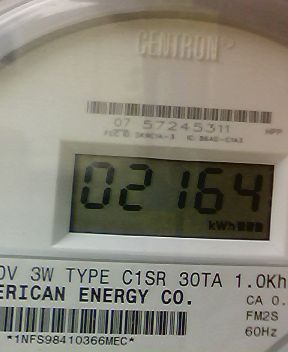 CENTRON
07 57245311
HPP
02164
kWh
0V 3W TYPE C1SR 30TA 1.0Kh
ERICAN ENERGY CO.
CA 0.
FM2S
60Hz
*1NFS98410366MEC*